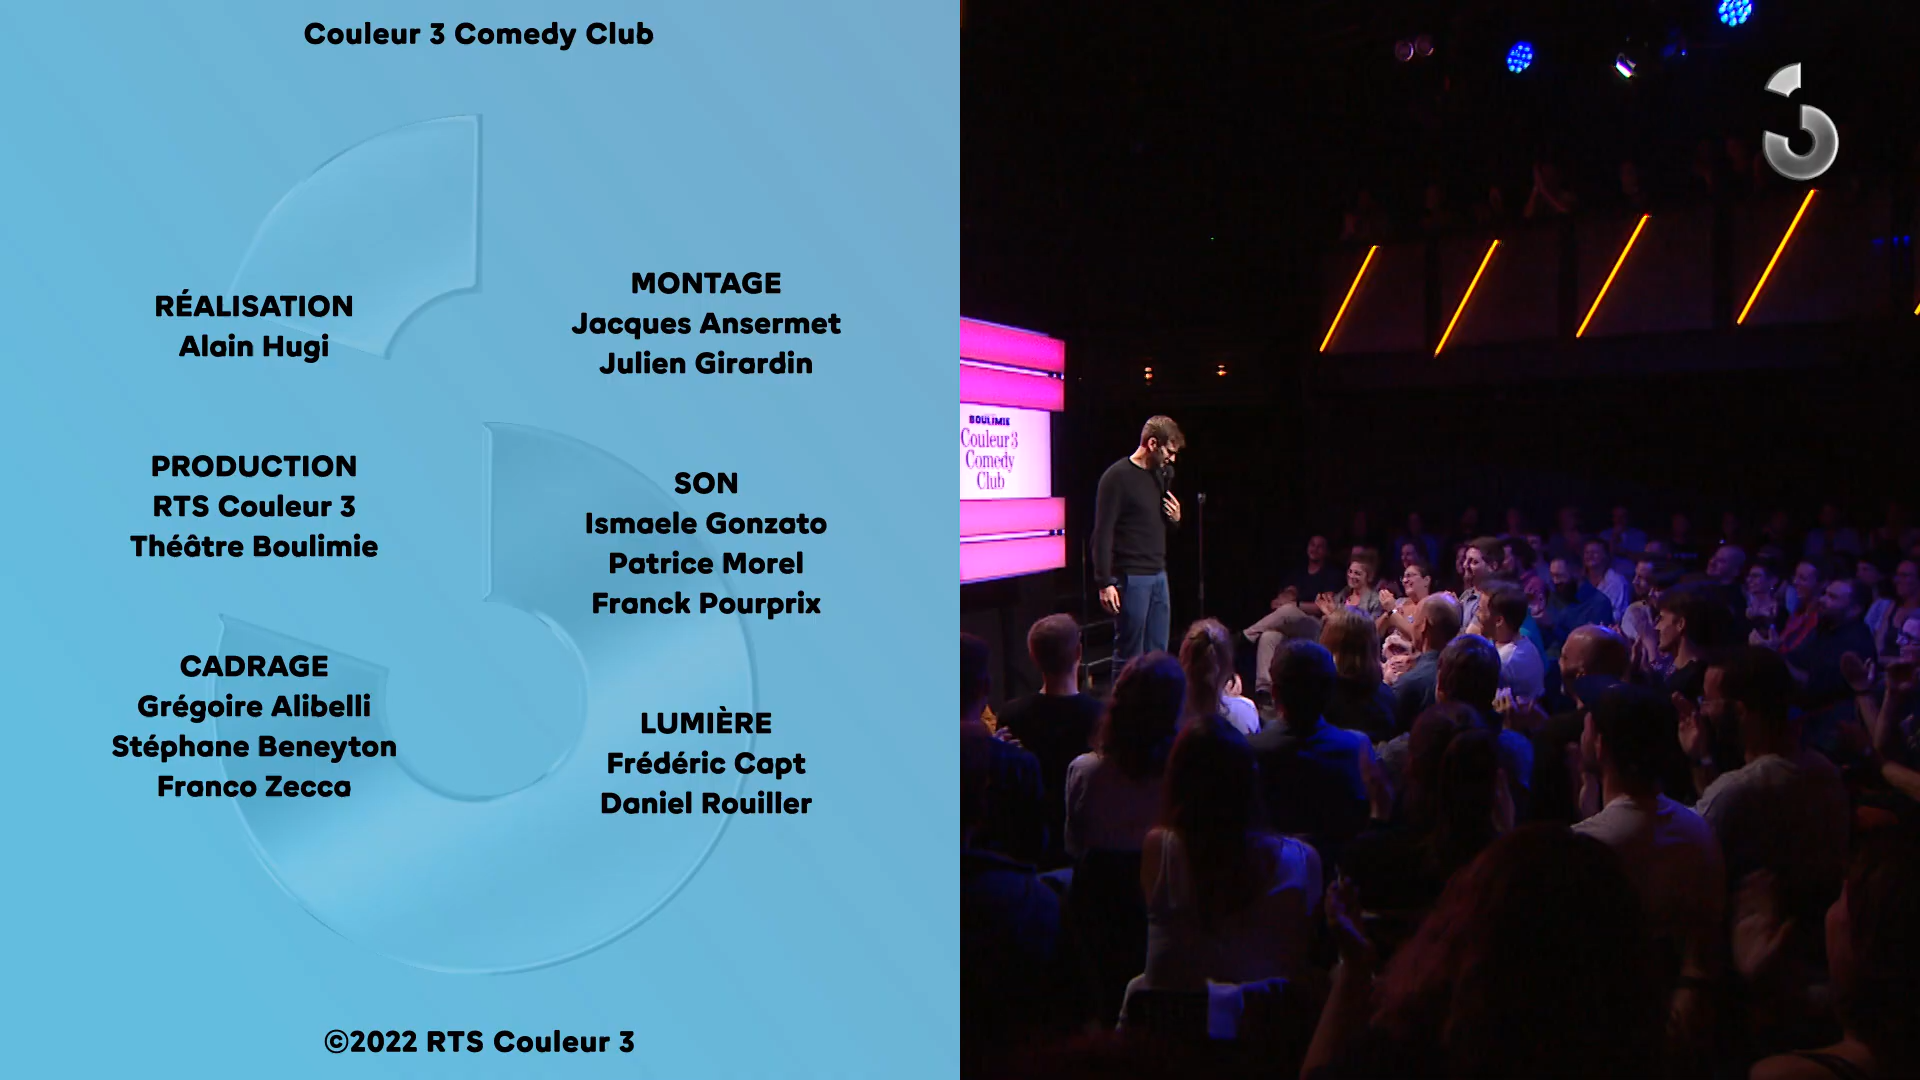 Couleur 3 Comedy Club
RÉALISATION
Alain Hugi
PRODUCTION
RTS Couleur 3
Théâtre Boulimie
CADRAGE
Grégoire Alibelli
Stéphane Beneyton
Franco Zecca
MONTAGE
Jacques Ansermet
Julien Girardin
SON
Ismaele Gonzato
Patrice Morel
Franck Pourprix
LUMIÈRE
Frédéric Capt
Daniel Rouiller
©2022 RTS Couleur 3
BOULIMIE
Couleur 3
Comedy
Club